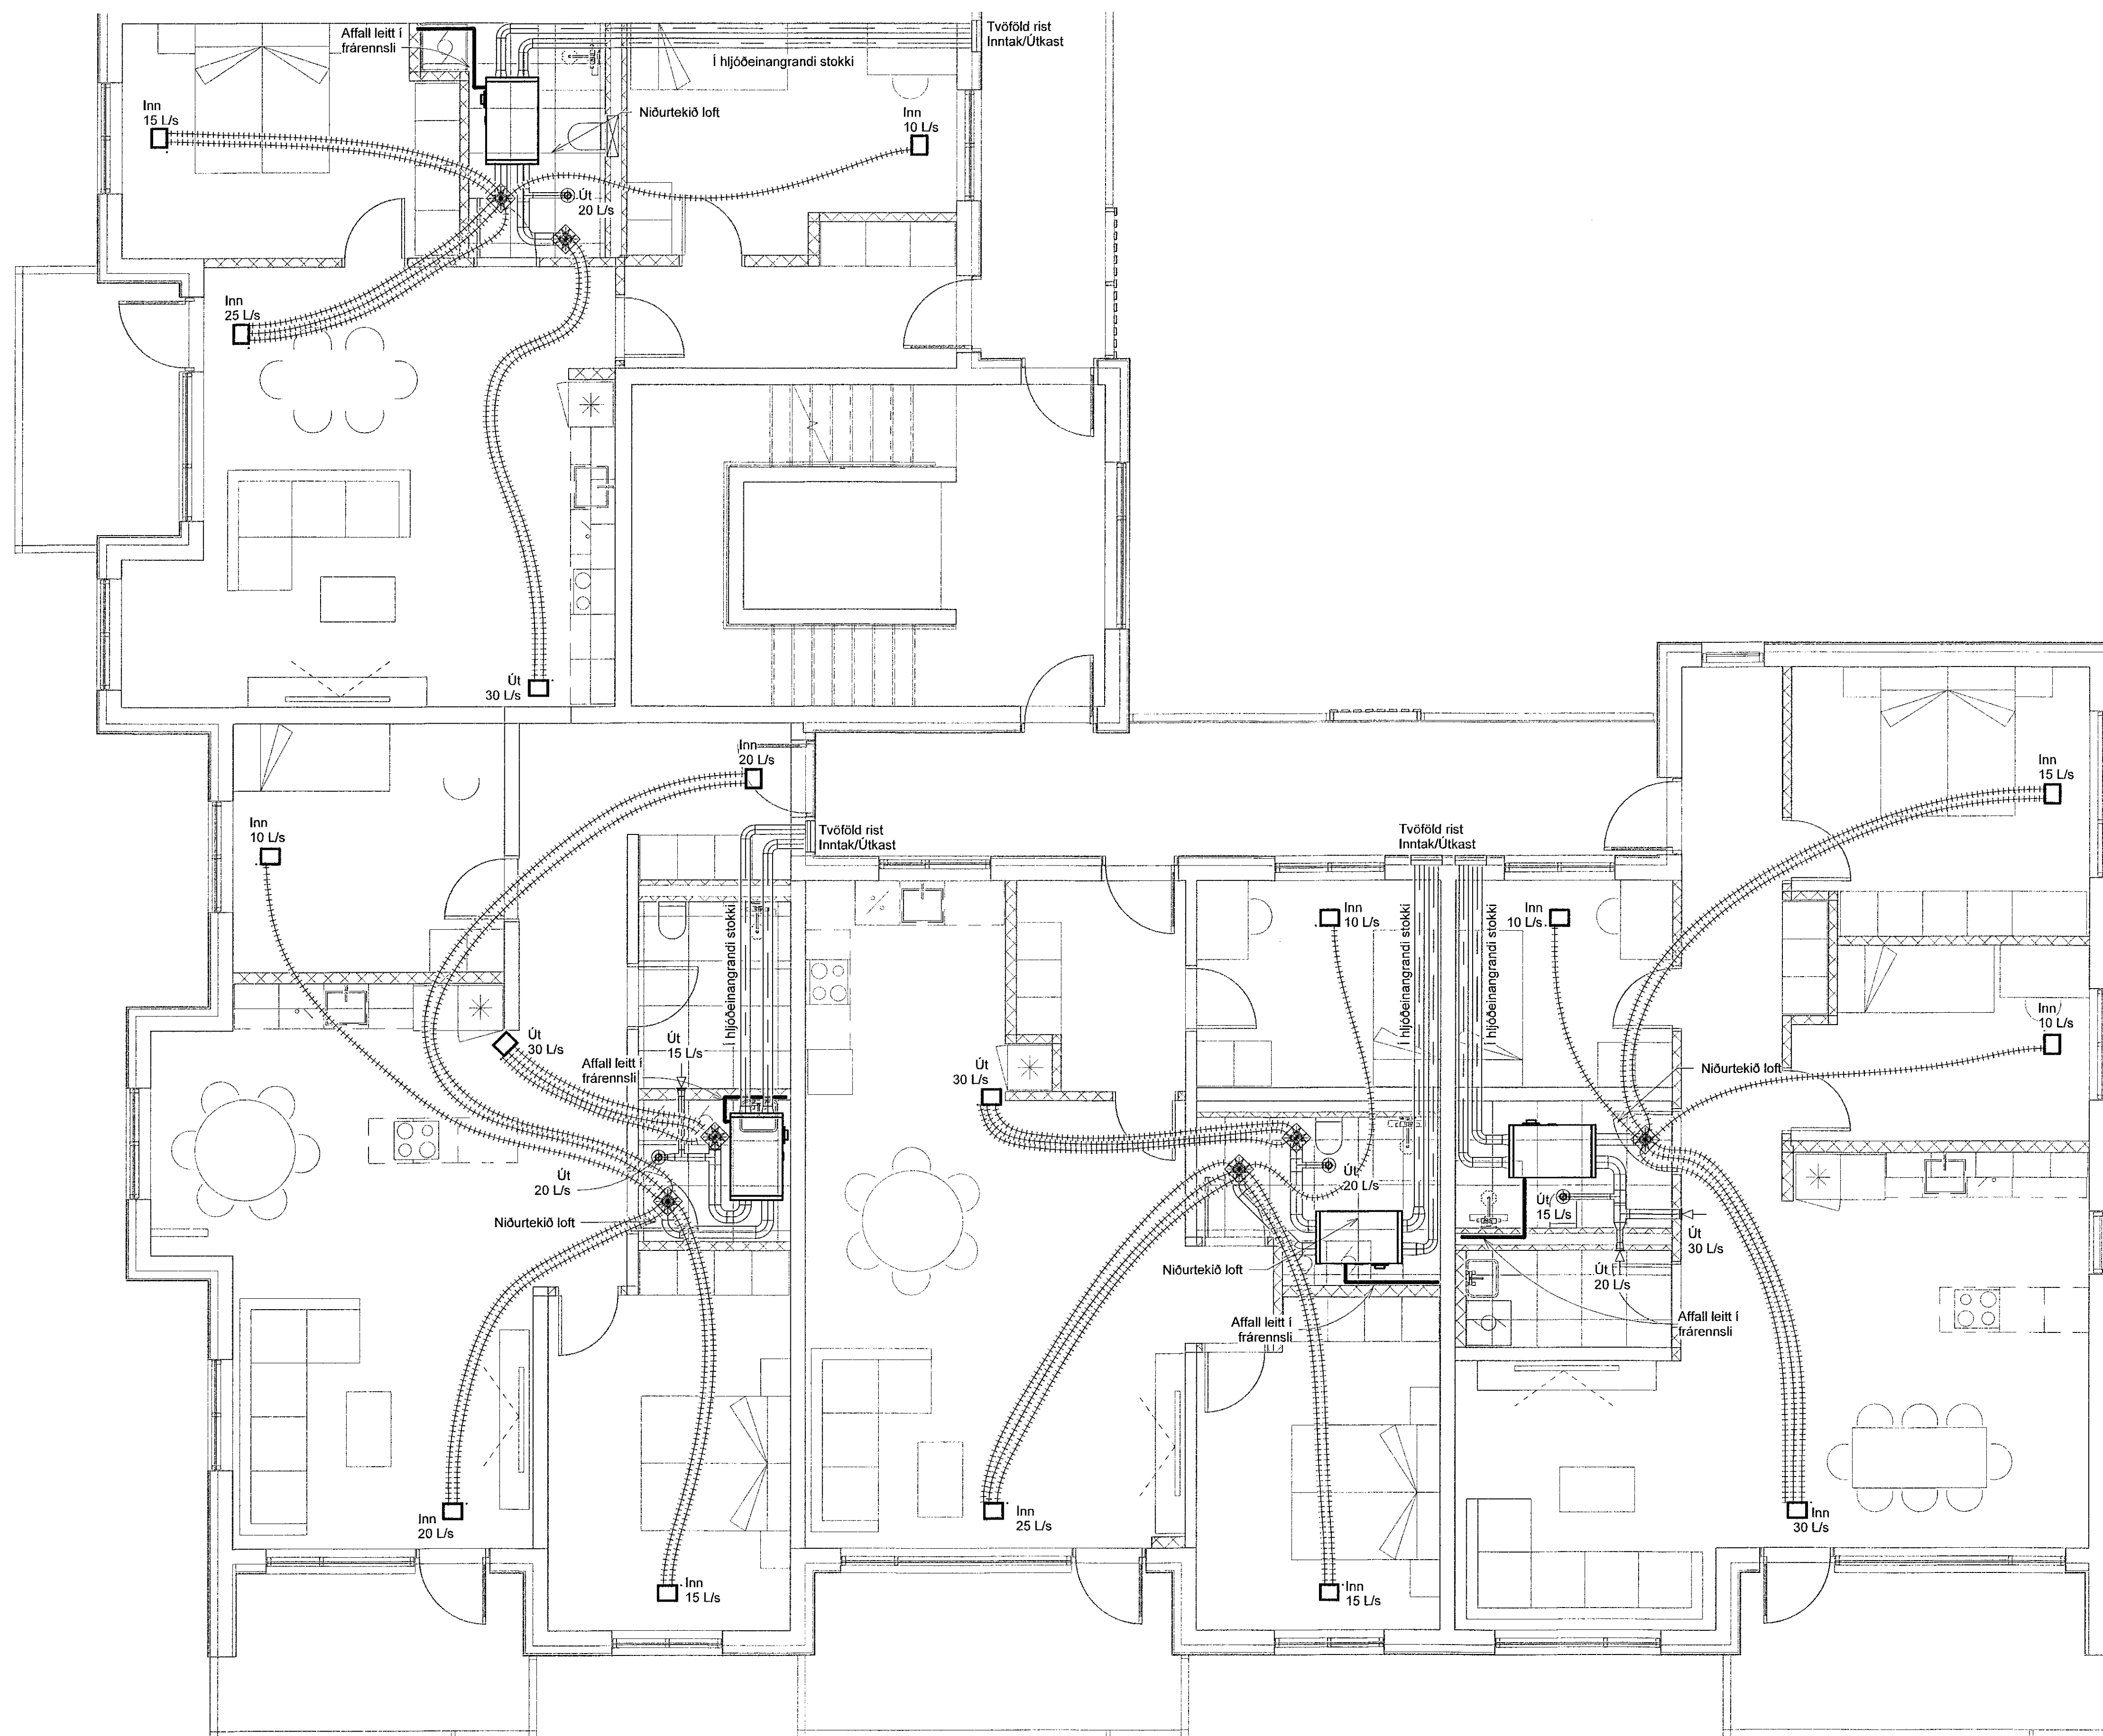 Affall leitt í
frárennsli
Tvöföld rist
Inntak/Útkast
Í hljóðeinangrandi stokki
Inn
15 L/s
Niðurtekið loft
Inn
10 L/s
Út
20 L/s
Inn
25 L/s
Út
30 L/s
Inn
20 L/s
Inn
10 L/s
Tvöföld rist
Inntak/Útkast
Í hljóðeinangrandi stokki
Út
30 L/s
Út
15 L/s
Affall leitt í
frárennsli
Út
20 L/s
Niðurtekið loft
Inn
20 L/s
Inn
15 L/s
Tvöföld rist
Inntak/Útkast
Inn
10 L/s
Í hljóðeinangrandi stokki
Út
30 L/s
Út
20 L/s
Niðurtekið loft
Affall leitt í
frárennsli
Inn
25 L/s
Inn
15 L/s
Inn
15 L/s
Inn
10 L/s
Í hljóðeinangrandi stokki
Inn
10 L/s
Niðurtekið loft
Út
15 L/s
Út
30 L/s
Út
20 L/s
Affall leitt í
frárennsli
Inn
30 L/s